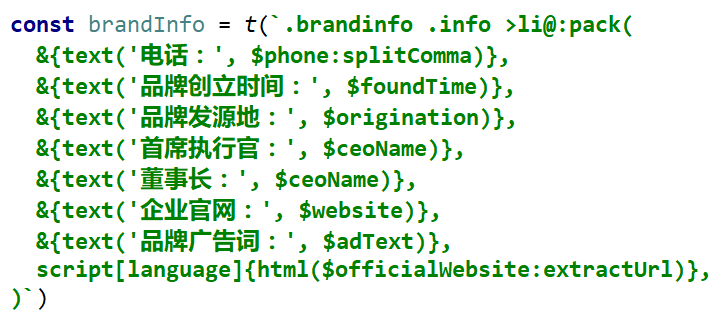 const brandInfo = t(`.brandinfo .info >li@:pack(
  &{text('电话：', $phone:splitComma)},
  &{text('品牌创立时间：', $foundTime)},
  &{text('品牌发源地：', $origination)},
  &{text('首席执行官：', $ceoName)},
  &{text('董事长：', $ceoName)},
  &{text('企业官网：', $website)},
  &{text('品牌广告词：', $adText)},
  script[language]{html($officialWebsite:extractUrl)},
)`)